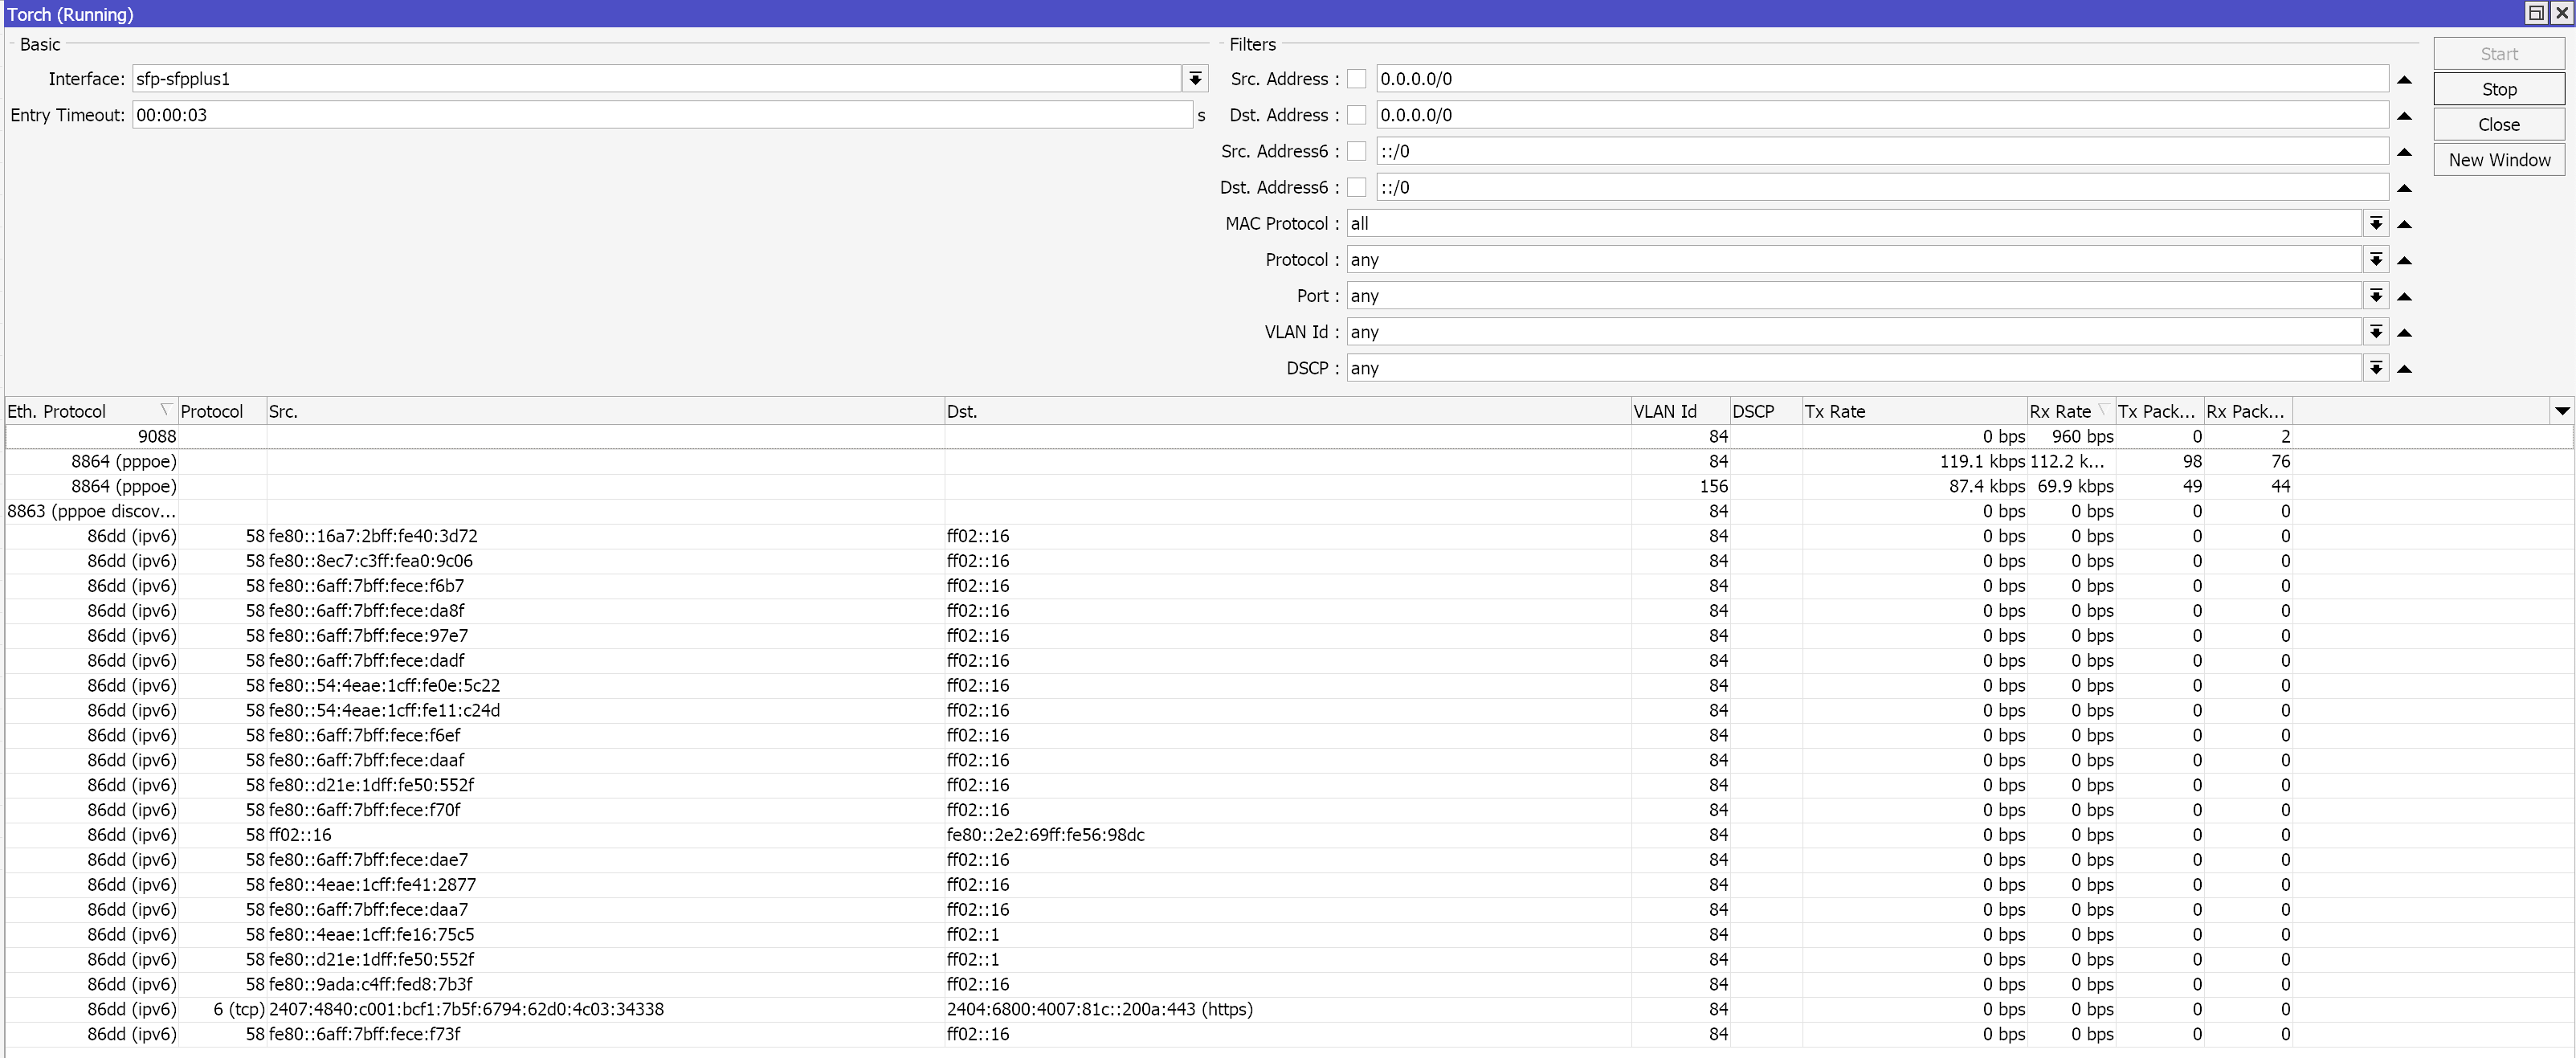 Torch (Running)
Basic
Interface: sfp-sfpplus1
Entry Timeout: 00:00:03 s
Filters
Src. Address : 0.0.0.0/0
Dst. Address : 0.0.0.0/0
Src. Address6 : ::/0
Dst. Address6 : ::/0
MAC Protocol : all
Protocol : any
Port : any
VLAN Id : any
DSCP : any
Start
Stop
Close
New Window
Eth. Protocol Protocol Src. Dst. VLAN Id DSCP Tx Rate Rx Rate Tx Pack... Rx Pack...
9088 84 0 bps 960 bps 0 2
8864 (pppoe) 84 119.1 kbps 112.2 k... 98 76
8864 (pppoe) 156 87.4 kbps 69.9 kbps 49 44
8863 (pppoe discov... 84 0 bps 0 bps 0 0
86dd (ipv6) 58 fe80::16a7:2bff:fe40:3d72 ff02::16 84 0 bps 0 bps 0 0
86dd (ipv6) 58 fe80::8ec7:c3ff:fea0:9c06 ff02::16 84 0 bps 0 bps 0 0
86dd (ipv6) 58 fe80::6aff:7bff:fece:f6b7 ff02::16 84 0 bps 0 bps 0 0
86dd (ipv6) 58 fe80::6aff:7bff:fece:da8f ff02::16 84 0 bps 0 bps 0 0
86dd (ipv6) 58 fe80::6aff:7bff:fece:97e7 ff02::16 84 0 bps 0 bps 0 0
86dd (ipv6) 58 fe80::6aff:7bff:fece:dadf ff02::16 84 0 bps 0 bps 0 0
86dd (ipv6) 58 fe80::54:4eae:1cff:fe0e:5c22 ff02::16 84 0 bps 0 bps 0 0
86dd (ipv6) 58 fe80::54:4eae:1cff:fe11:c24d ff02::16 84 0 bps 0 bps 0 0
86dd (ipv6) 58 fe80::6aff:7bff:fece:f6ef ff02::16 84 0 bps 0 bps 0 0
86dd (ipv6) 58 fe80::6aff:7bff:fece:daaf ff02::16 84 0 bps 0 bps 0 0
86dd (ipv6) 58 fe80::d21e:1dff:fe50:552f ff02::16 84 0 bps 0 bps 0 0
86dd (ipv6) 58 fe80::6aff:7bff:fece:f70f ff02::16 84 0 bps 0 bps 0 0
86dd (ipv6) 58 ff02::16 fe80::2e2:69ff:fe56:98dc 84 0 bps 0 bps 0 0
86dd (ipv6) 58 fe80::6aff:7bff:fece:dae7 ff02::16 84 0 bps 0 bps 0 0
86dd (ipv6) 58 fe80::4eae:1cff:fe41:2877 ff02::16 84 0 bps 0 bps 0 0
86dd (ipv6) 58 fe80::6aff:7bff:fece:daa7 ff02::16 84 0 bps 0 bps 0 0
86dd (ipv6) 58 fe80::4eae:1cff:fe16:75c5 ff02::1 84 0 bps 0 bps 0 0
86dd (ipv6) 58 fe80::d21e:1dff:fe50:552f ff02::1 84 0 bps 0 bps 0 0
86dd (ipv6) 58 fe80::9ada:c4ff:fed8:7b3f ff02::16 84 0 bps 0 bps 0 0
86dd (ipv6) 6 (tcp) 2407:4840:c001:bcf1:7b5f:6794:62d0:4c03:34338 2404:6800:4007:81c::200a:443 (https) 84 0 bps 0 bps 0 0
86dd (ipv6) 58 fe80::6aff:7bff:fece:f73f ff02::16 84 0 bps 0 bps 0 0